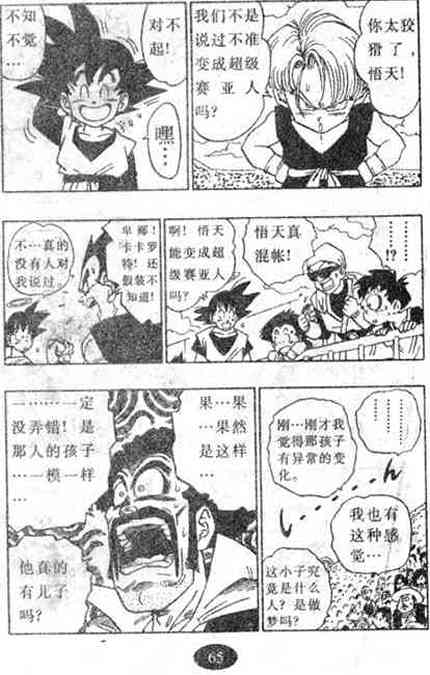 你太狡
猾了，
悟天！
我们不是
说过不准
变成超级
赛亚人
吗？
对不
起！
不知
不觉
…
嘿…
…
………
………
!?
悟天真
混帐！
啊！悟天
能变成超
级赛亚人
吗？
卑鄙！
卡卡罗
特！还
假装不
知道！
不…真的
没有人对
我说过。
………
………
刚…刚才我
觉得那孩子
有异常的变
化。
我也有
这种感
觉…
这小子究
竟是什么
人？是做
梦吗？
果…果
…果然
是这样
…
…………一定
没弄错！是
那人的孩子
…一模一样
…
他真的
有儿子
吗？
65